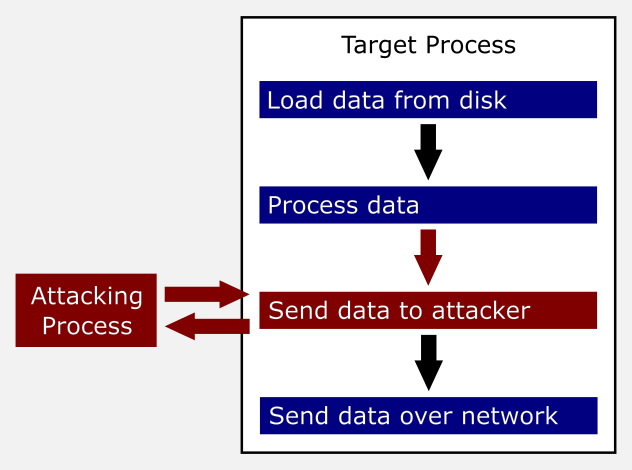 Target Process
Load data from disk
Process data
Attacking
Process
Send data to attacker
Send data over network